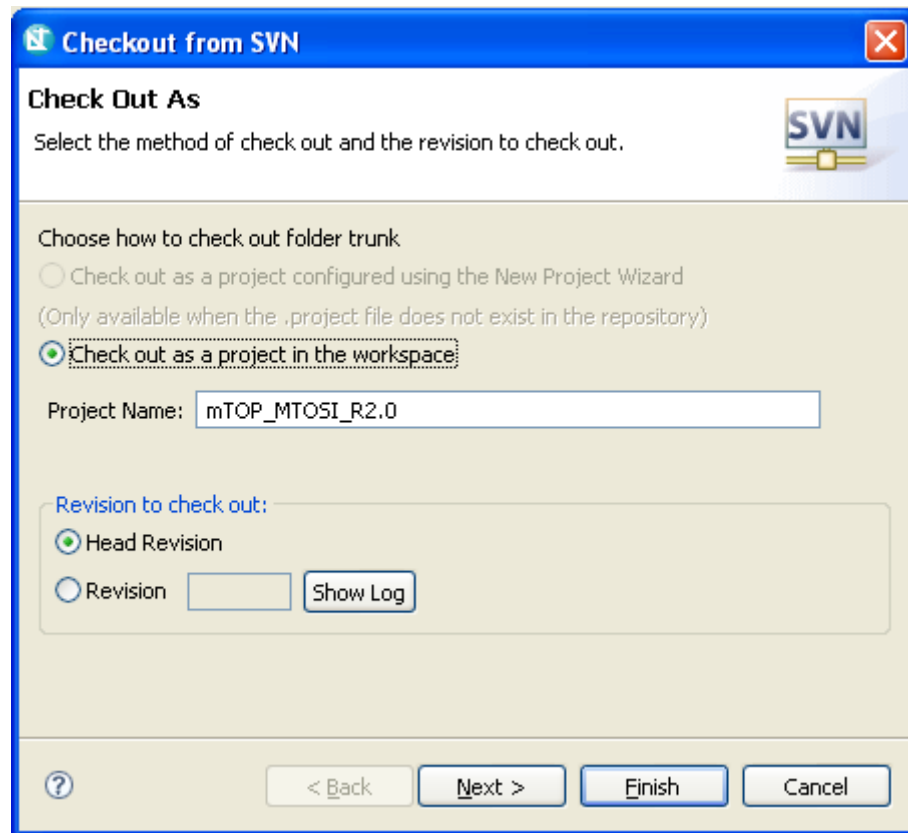 Checkout from SVN
Check Out As
Select the method of check out and the revision to check out.
SVN
Choose how to check out folder trunk
Check out as a project configured using the New Project Wizard
(Only available when the .project file does not exist in the repository)
Check out as a project in the workspace
Project Name: mTOP_MTOSI_R2.0
Revision to check out:
Head Revision
Revision Show Log
? < Back Next > Finish Cancel